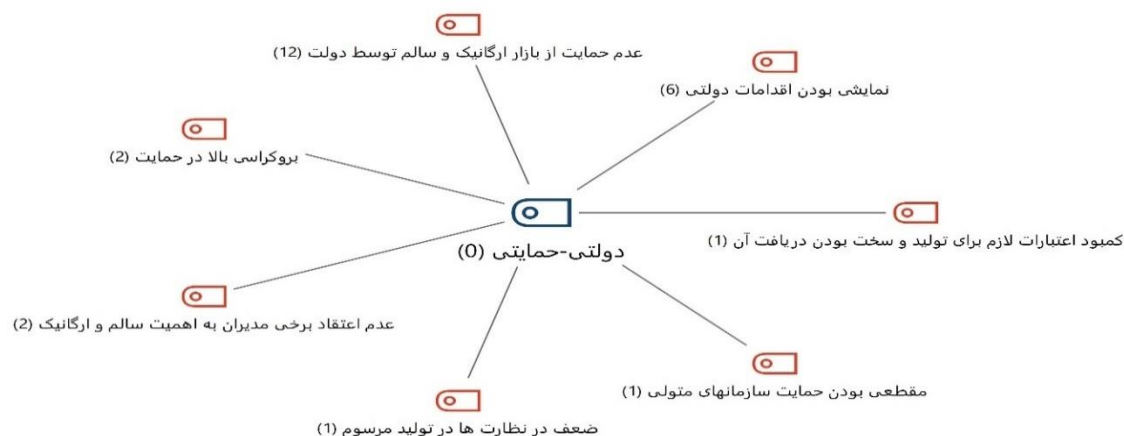 عدم حمایت از بازار ارگانیک و سالم توسط دولت (12)
نمایشی بودن اقدامات دولتی (6)
بروکراسی بالا در حمایت (2)
کمبود اعتبارات لازم برای تولید و سخت بودن دریافت آن (1)
دولتی-حمایتی (0)
عدم اعتقاد برخی مدیران به اهمیت سالم و ارگانیک (2)
مقطعی بودن حمایت سازمانهای متولی (1)
ضعف در نظارت ها در تولید مرسوم (1)